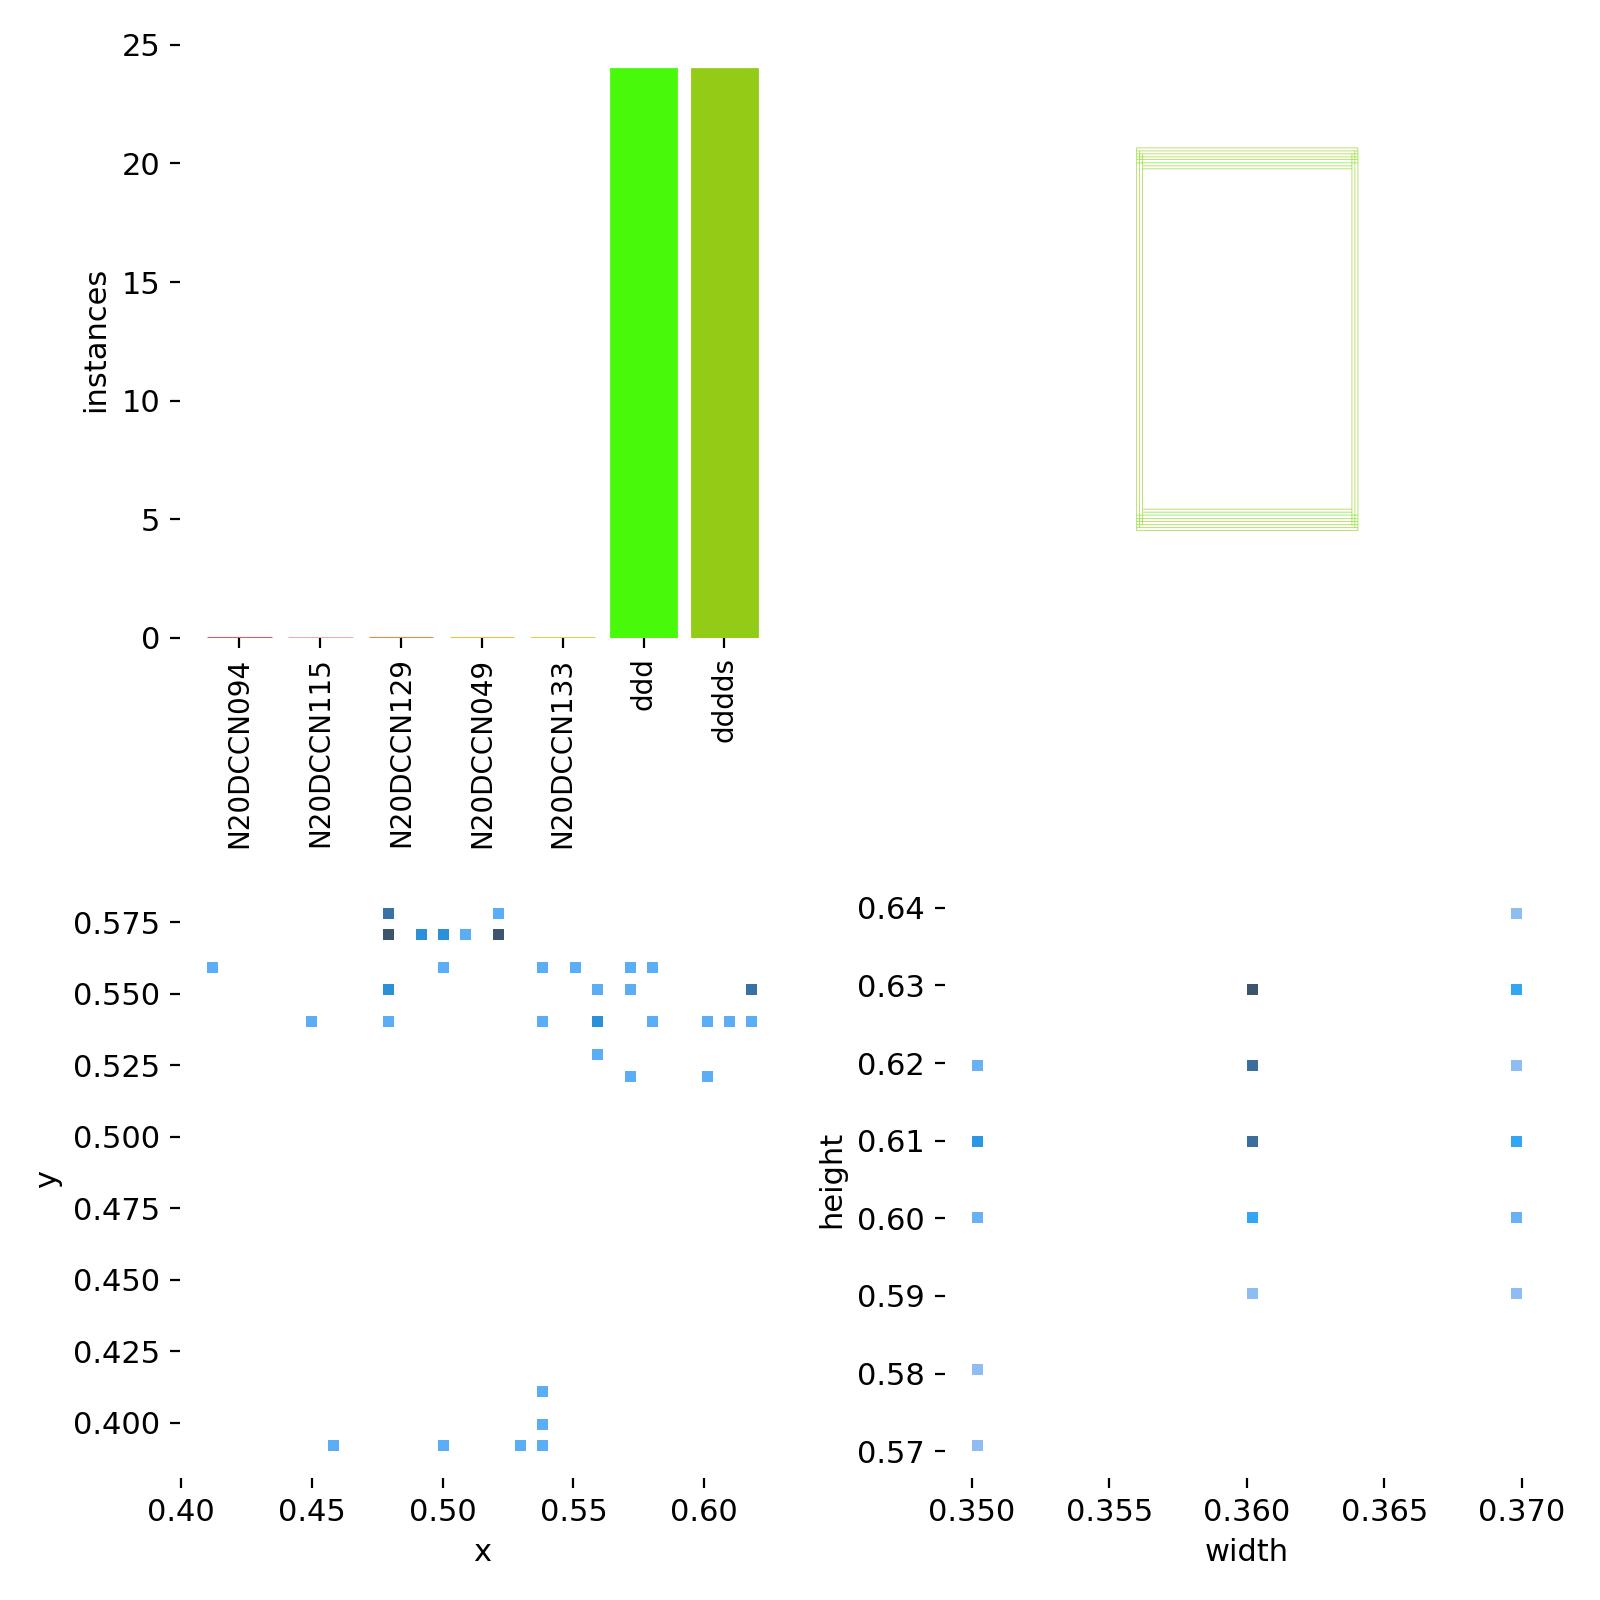 25
20
15
10
5
0
instances
N20DCCN094
N20DCCN115
N20DCCN129
N20DCCN049
N20DCCN133
ddd
dddds
0.575
0.550
0.525
0.500
0.475
0.450
0.425
0.400
y
0.40 0.45 0.50 0.55 0.60
x
0.64
0.63
0.62
0.61
0.60
0.59
0.58
0.57
height
0.350 0.355 0.360 0.365 0.370
width